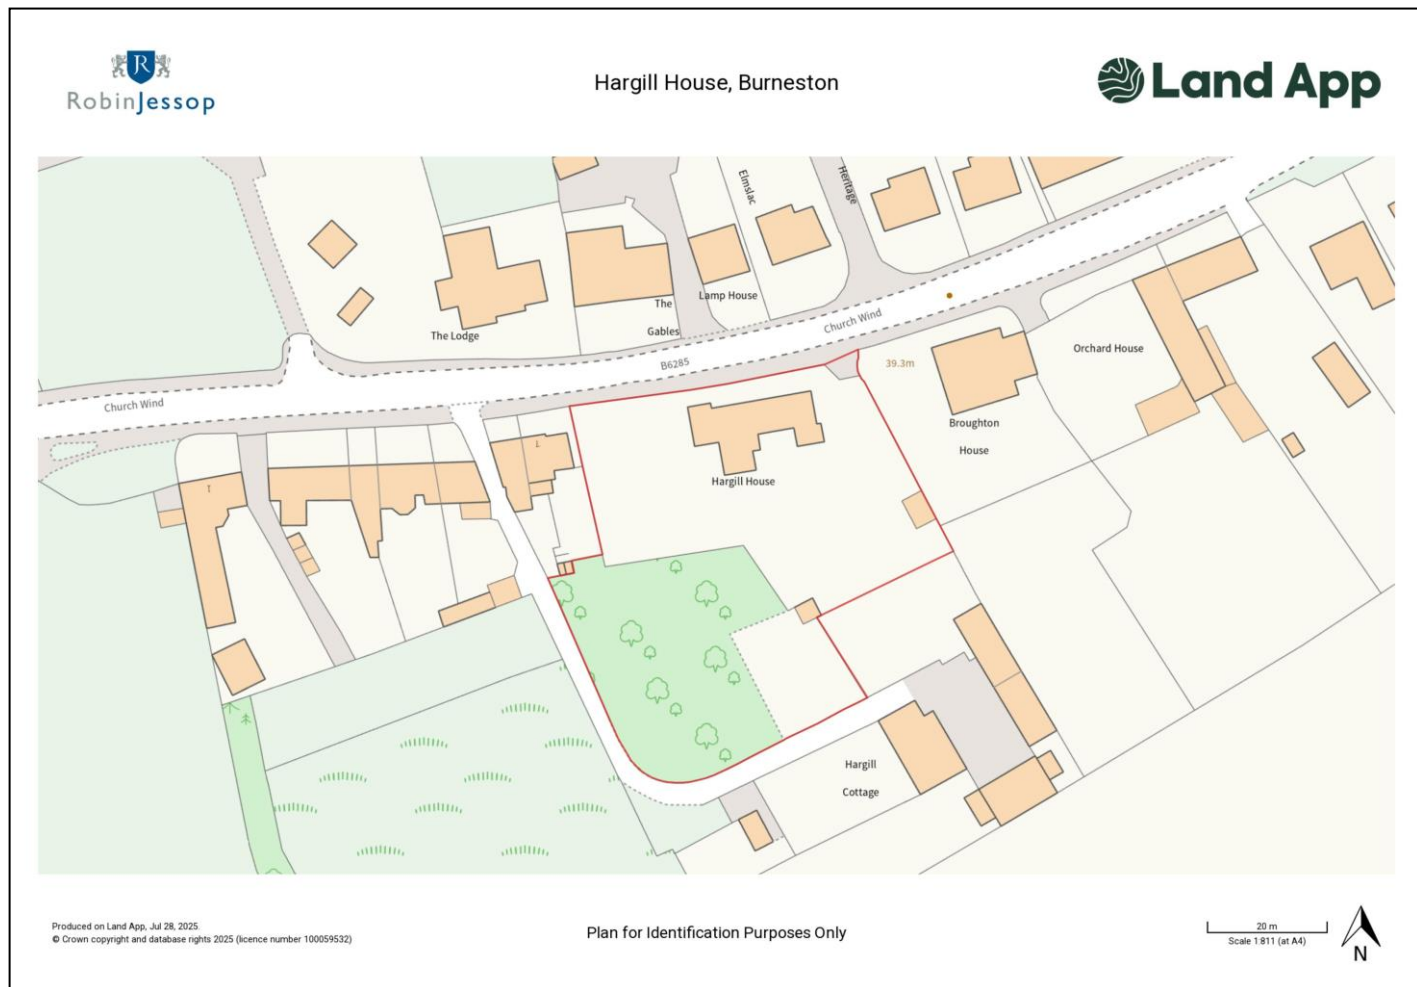 JR
RobinJessop
Hargill House, Burneston
Land App
Elmslac
Heritage
Lamp House
The
Gables
The Lodge
Church Wind
B6285
39.3m
Orchard House
Church Wind
Broughton
House
Hargill House
Hargill
Cottage
Produced on Land App, Jul 28, 2025.
© Crown copyright and database rights 2025 (licence number 100059532)
Plan for Identification Purposes Only
20 m
Scale 1:811 (at A4)
N